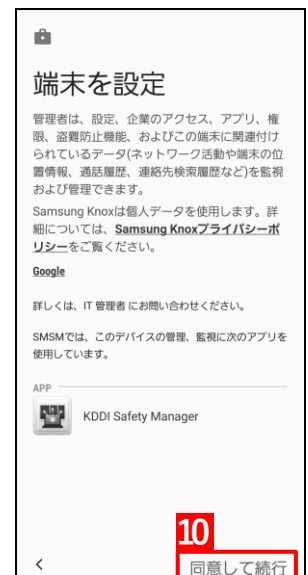 端末を設定
管理者は、設定、企業のアクセス、アプリ、権
限、盗難防止機能、およびこの端末に関連付け
られているデータ(ネットワーク活動や端末の位
置情報、通話履歴、連絡先検索履歴など)を監視
および管理できます。
Samsung Knoxは個人データを使用します。詳
細については、Samsung Knoxプライバシーポ
リシーをご覧ください。
Google
詳しくは、IT 管理者 にお問い合わせください。
SMSMでは、このデバイスの管理、監視に次のアプリを
使用しています。
APP
KDDI Safety Manager
10
< 同意して続行